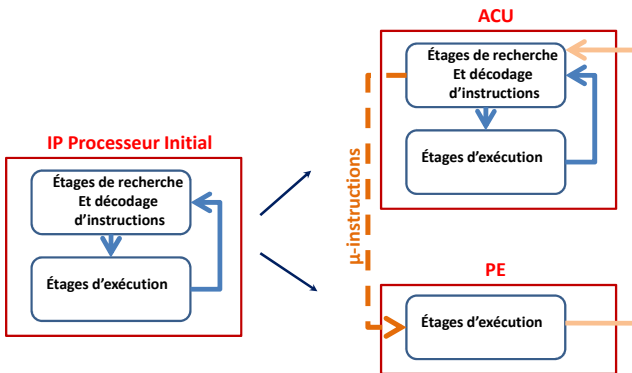 IP Processeur Initial
Étages de recherche
Et décodage
d'instructions
Étages d'exécution
ACU
Étages de recherche
Et décodage
d'instructions
Étages d'exécution
µ-instructions
PE
Étages d'exécution